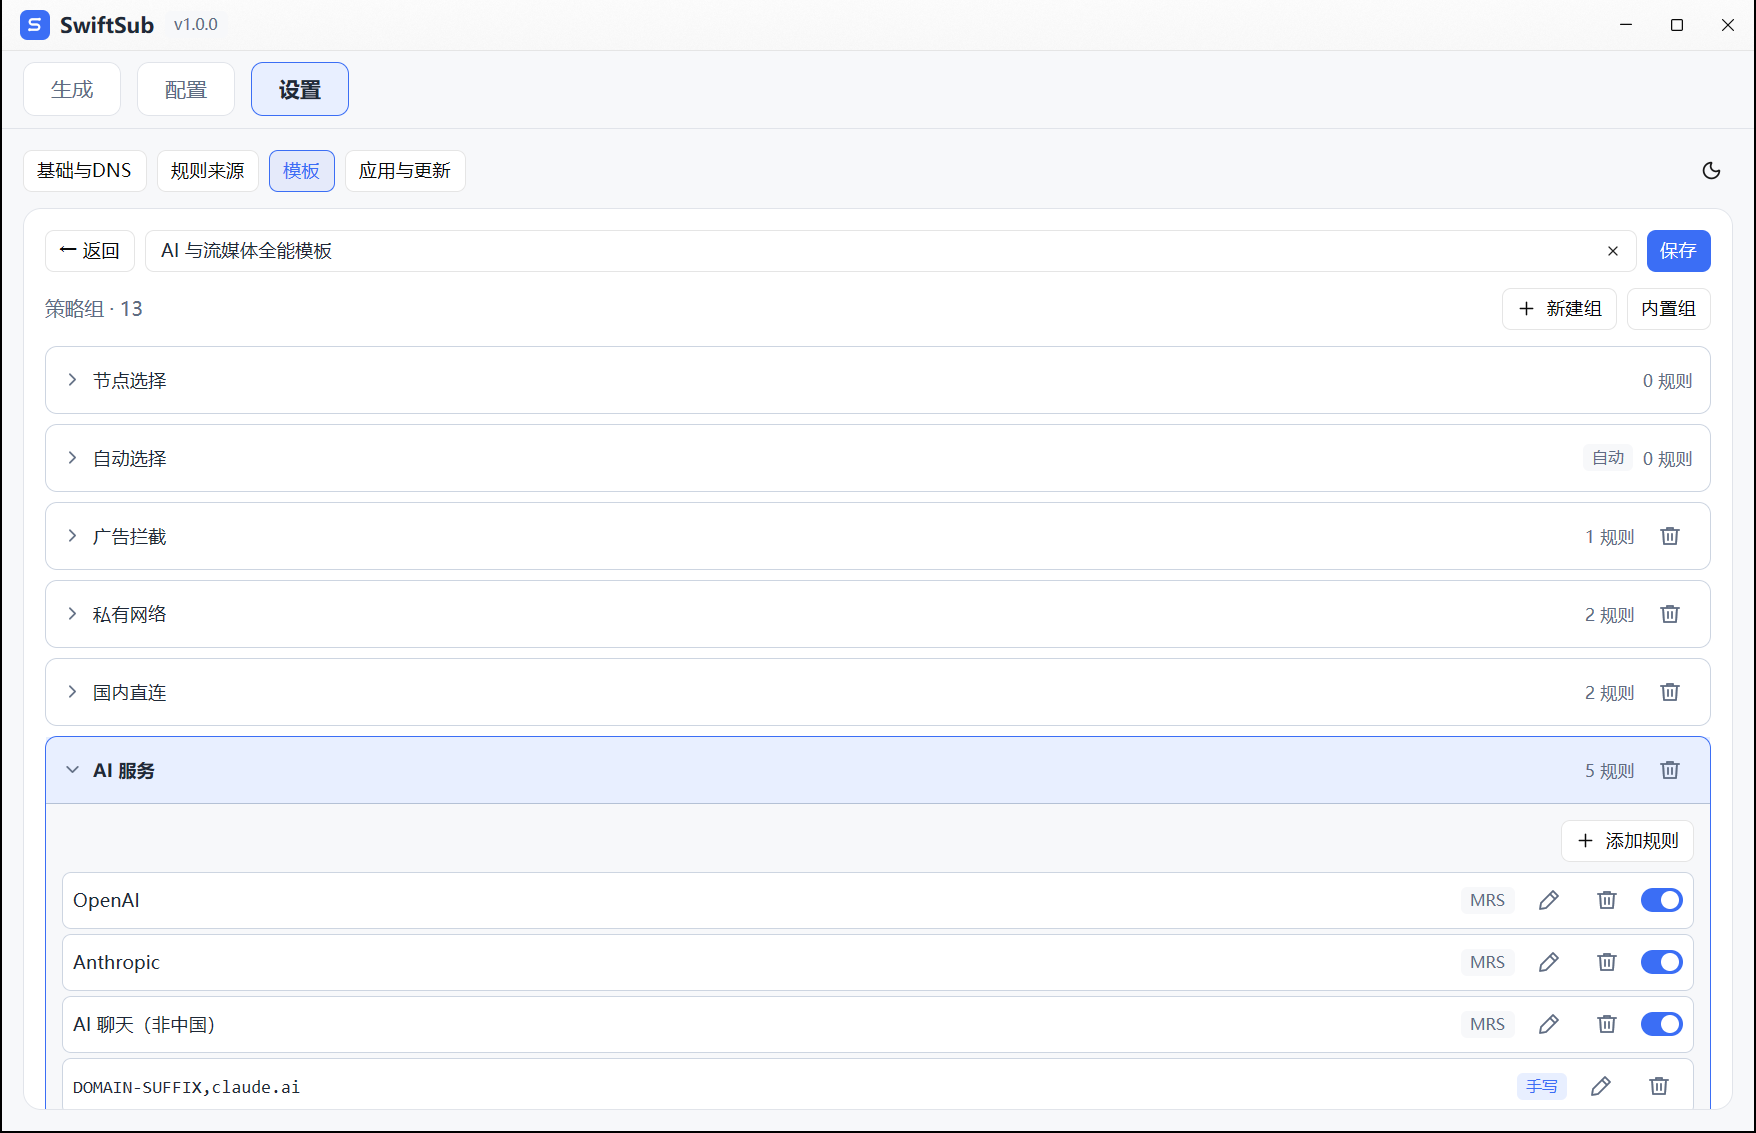 SwiftSub v1.0.0
生成 配置 设置
基础与DNS 规则来源 模板 应用与更新
← 返回 AI 与流媒体全能模板 × 保存
策略组 · 13 + 新建组 内置组
节点选择 0 规则
自动选择 自动 0 规则
广告拦截 1 规则
私有网络 2 规则
国内直连 2 规则
AI 服务 5 规则
+ 添加规则
OpenAI MRS
Anthropic MRS
AI 聊天（非中国） MRS
DOMAIN-SUFFIX,claude.ai 手写